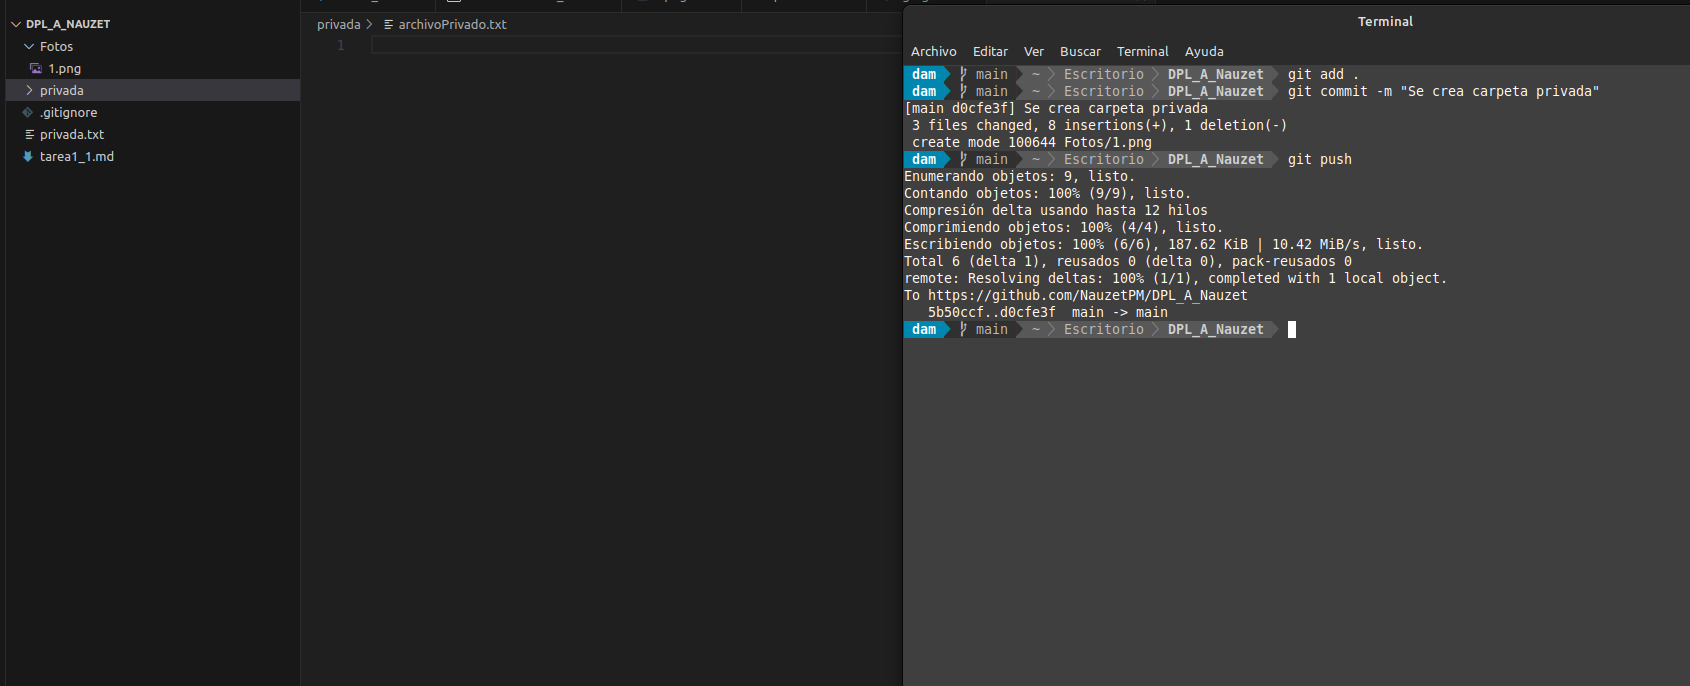 DPL_A_NAUZET
Fotos
1.png
privada
.gitignore
privada.txt
tarea1_1.md
privada > archivoPrivado.txt
1
Terminal
Archivo Editar Ver Buscar Terminal Ayuda
dam main ~ Escritorio DPL_A_Nauzet git add .
dam main ~ Escritorio DPL_A_Nauzet git commit -m "Se crea carpeta privada"
[main d0cfe3f] Se crea carpeta privada
3 files changed, 8 insertions(+), 1 deletion(-)
create mode 100644 Fotos/1.png
dam main ~ Escritorio DPL_A_Nauzet git push
Enumerando objetos: 9, listo.
Contando objetos: 100% (9/9), listo.
Compresión delta usando hasta 12 hilos
Comprimiendo objetos: 100% (4/4), listo.
Escribiendo objetos: 100% (6/6), 187.62 KiB | 10.42 MiB/s, listo.
Total 6 (delta 1), reusados 0 (delta 0), pack-reusados 0
remote: Resolving deltas: 100% (1/1), completed with 1 local object.
To https://github.com/NauzetPM/DPL_A_Nauzet
5b50ccf..d0cfe3f main -> main
dam main ~ Escritorio DPL_A_Nauzet